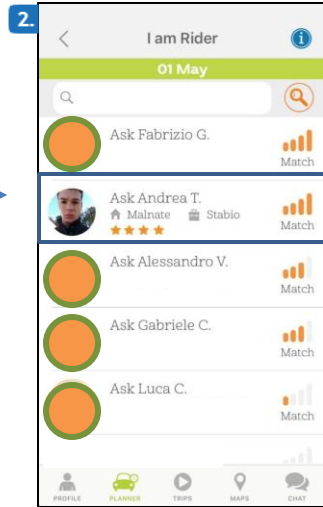 2.
I am Rider
01 May
Ask Fabrizio G.
Match
Ask Andrea T.
Malnate Stabio
Match
Ask Alessandro V.
Match
Ask Gabriele C.
Match
Ask Luca C.
Match
PROFILE PLANNER TRIPS MAPS CHAT